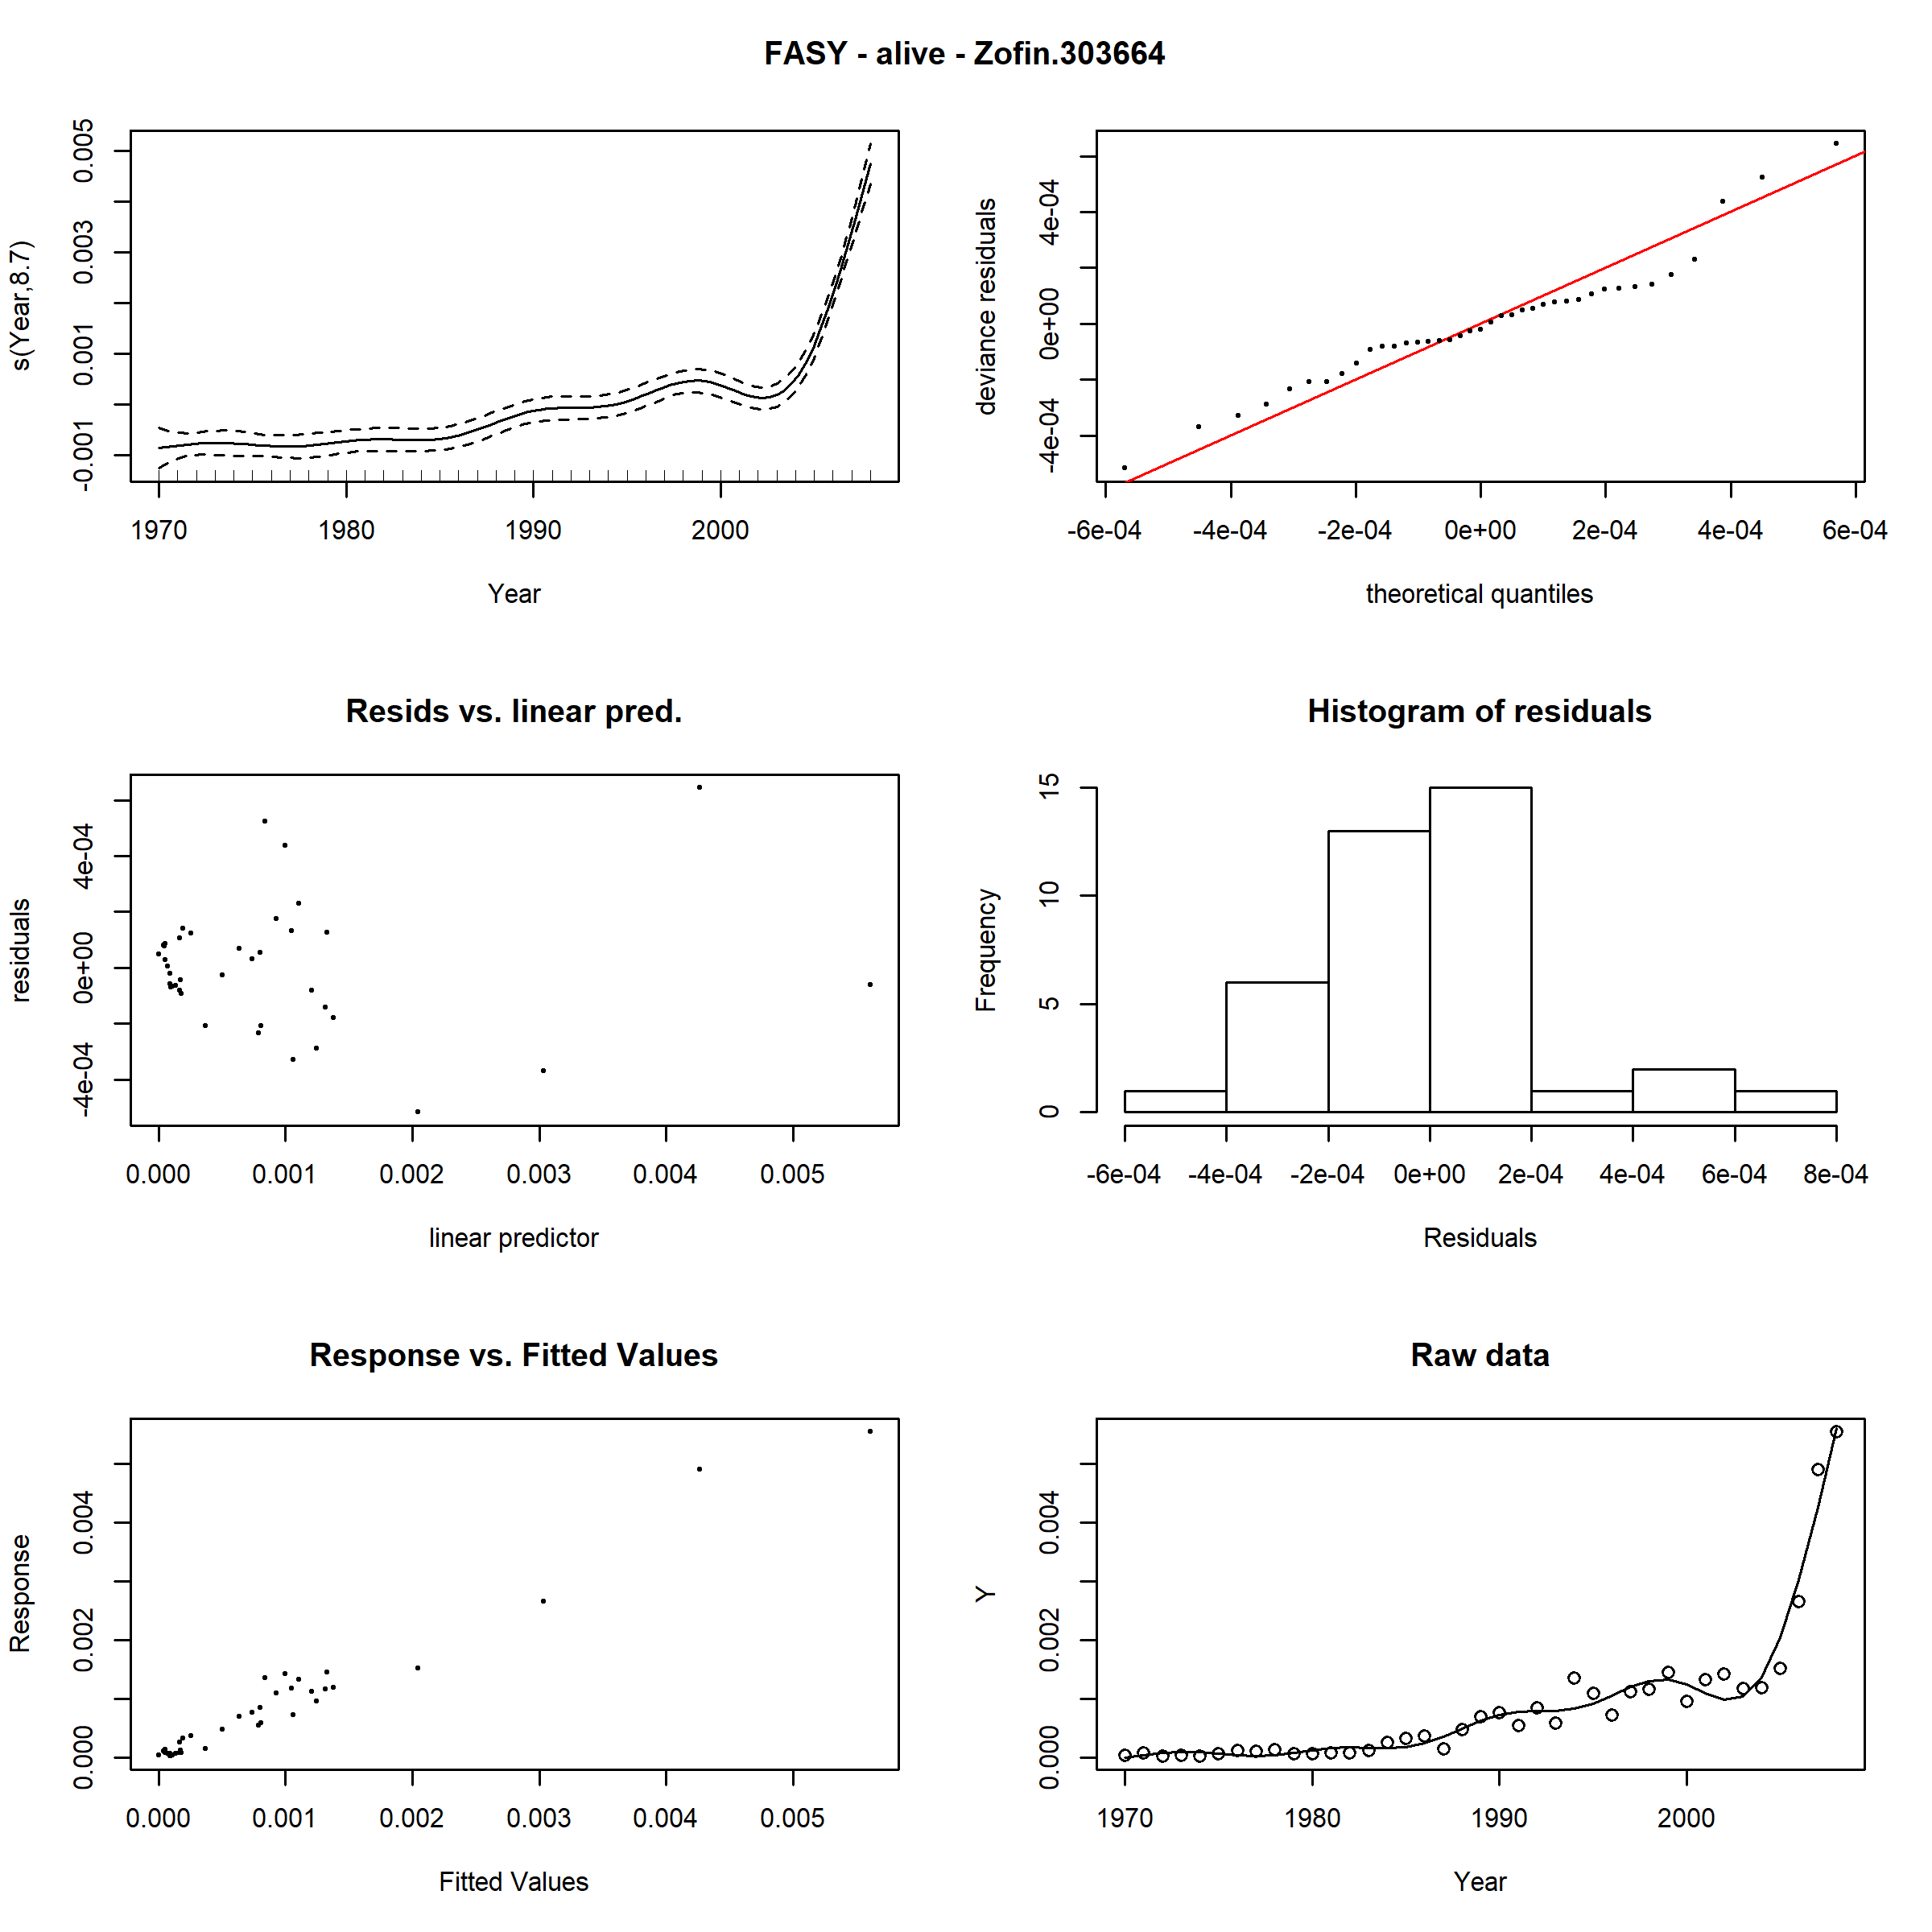 FASY - alive - Zofin.303664
s(Year,8.7)
-0.001 0.001 0.003 0.005
1970 1980 1990 2000
Year
deviance residuals
-4e-04 0e+00 4e-04
-6e-04 -4e-04 -2e-04 0e+00 2e-04 4e-04 6e-04
theoretical quantiles
Resids vs. linear pred.
residuals
-4e-04 0e+00 4e-04
0.000 0.001 0.002 0.003 0.004 0.005
linear predictor
Histogram of residuals
Frequency
0 5 10 15
-6e-04 -4e-04 -2e-04 0e+00 2e-04 4e-04 6e-04 8e-04
Residuals
Response vs. Fitted Values
Response
0.000 0.002 0.004
0.000 0.001 0.002 0.003 0.004 0.005
Fitted Values
Raw data
Y
0.000 0.002 0.004
1970 1980 1990 2000
Year